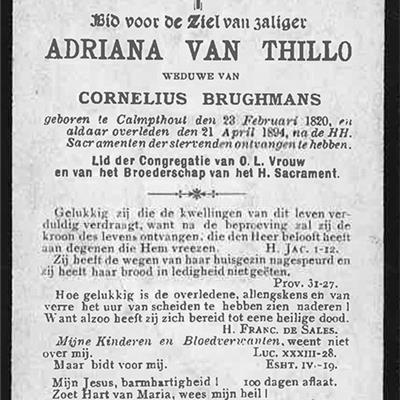 Bid voor de Ziel van zaliger
ADRIANA VAN THILLO
WEDUWE VAN
CORNELIUS BRUGHMANS
geboren te Calmpthout den 23 Februari 1820, en
aldaar overleden den 21 April 1894, na de HH.
Sacramenten der stervenden ontvangen te hebben.
Lid der Congregatie van O. L. Vrouw
en van het Broederschap van het H. Sacrament.
Gelukkig zij die de kwellingen van dit leven ver-
duldig verdraagt, want na de beproeving zal zij de
kroon des levens ontvangen, die den Heer belooft heeft
aan degenen die Hem vreezen. H. JAC. I-12.
Zij heeft de wegen van haar huisgezin nagespeurd en
zij heeft haar brood in ledigheid niet geëten.
Prov. 31-27.
Hoe gelukkig is de overledene, allengskens en van
verre het uur van scheiden te hebben zien naderen !
Want alzoo heeft zij zich bereid tot eene heilige dood.
H. FRANC. DE SALES.
Mijne Kinderen en Bloedverwanten, weent niet
over mij. LUC. XXXIII-28.
Maar bidt voor mij. ESHT. IV-19.
Mijn Jesus, barmhartigheid ! 100 dagen aflaat.
Zoet Hart van Maria, wees mijn heil !